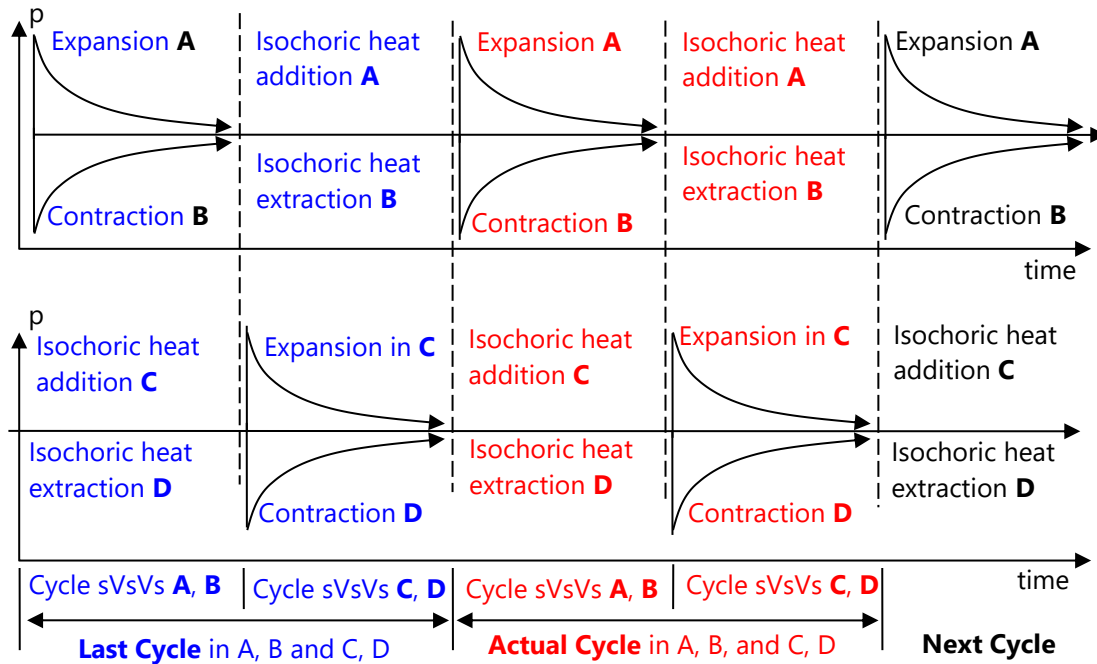 p
Expansion A
Isochoric heat
addition A
Expansion A
Isochoric heat
addition A
Expansion A
Contraction B
Isochoric heat
extraction B
Contraction B
Isochoric heat
extraction B
Contraction B
time
p
Isochoric heat
addition C
Expansion in C
Isochoric heat
addition C
Expansion in C
Isochoric heat
addition C
Isochoric heat
extraction D
Contraction D
Isochoric heat
extraction D
Contraction D
Isochoric heat
extraction D
time
Cycle sVsVs A, B
Cycle sVsVs C, D
Cycle sVsVs A, B
Cycle sVsVs C, D
Last Cycle in A, B and C, D
Actual Cycle in A, B, and C, D
Next Cycle